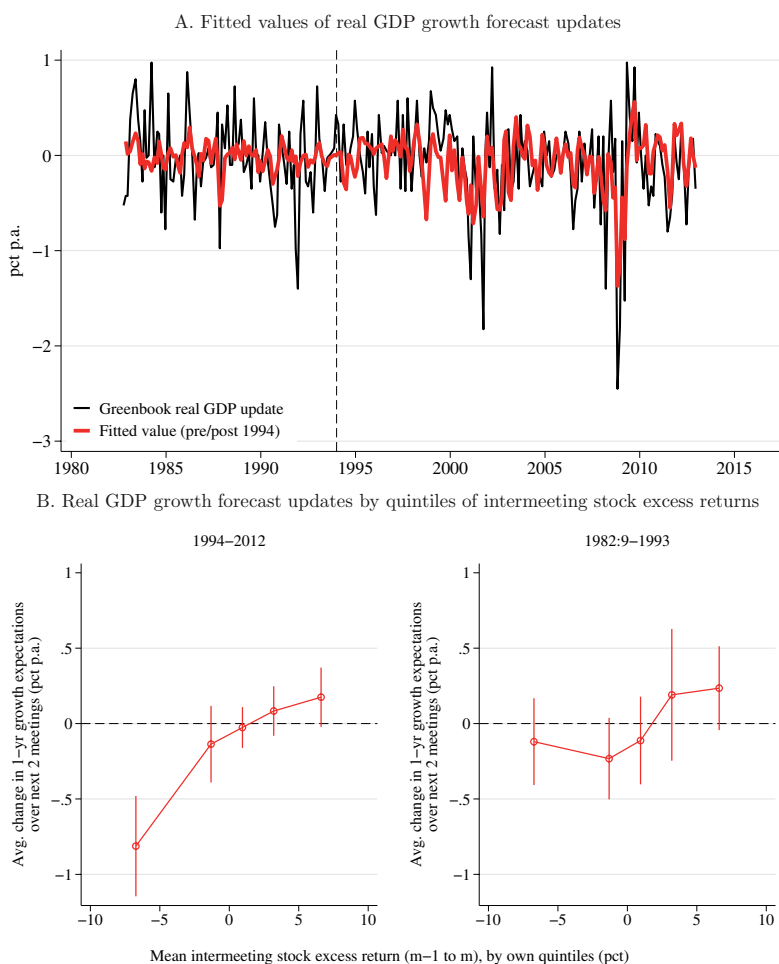 A. Fitted values of real GDP growth forecast updates
1
0
−1
−2
−3
pct p.a.
Greenbook real GDP update
Fitted value (pre/post 1994)
1980 1985 1990 1995 2000 2005 2010 2015
B. Real GDP growth forecast updates by quintiles of intermeeting stock excess returns
1994−2012
1
.5
0
−.5
−1
Avg. change in 1−yr growth expectations
over next 2 meetings (pct p.a.)
−10 −5 0 5 10
1982:9−1993
1
.5
0
−.5
−1
Avg. change in 1−yr growth expectations
over next 2 meetings (pct p.a.)
−10 −5 0 5 10
Mean intermeeting stock excess return (m−1 to m), by own quintiles (pct)